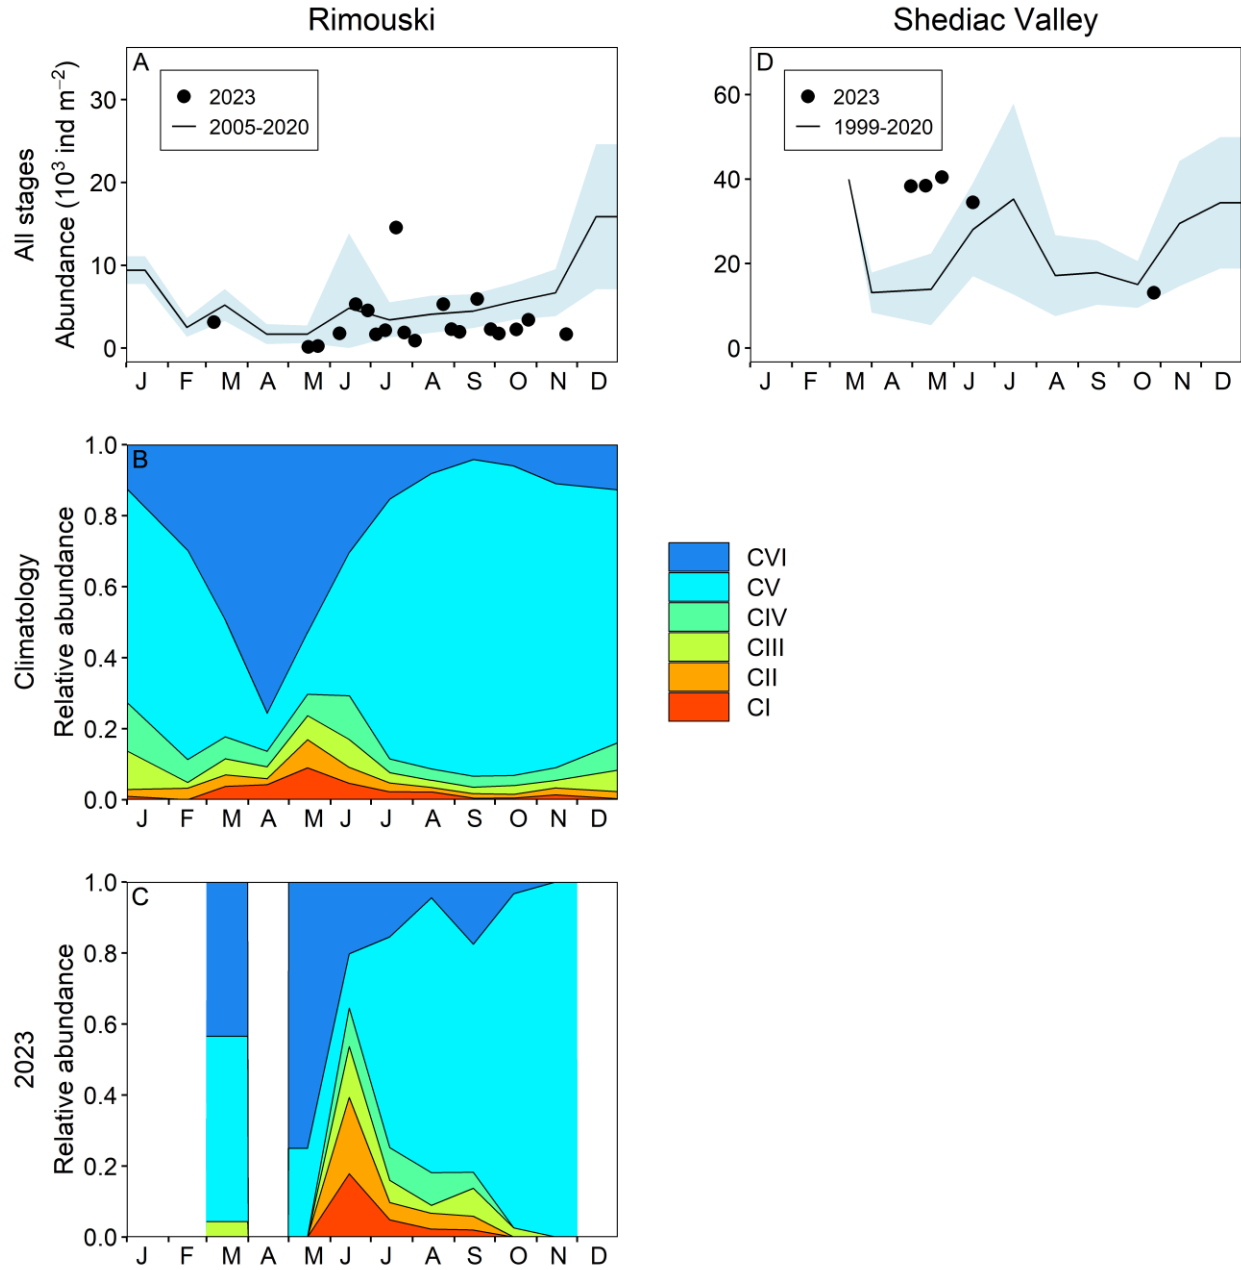 Rimouski
Shediac Valley
All stages
Abundance (10³ ind m⁻²)
A
2023
2005-2020
30
20
10
0
J F M A M J J A S O N D
D
2023
1999-2020
60
40
20
0
J F M A M J J A S O N D
Climatology
Relative abundance
B
1.0
0.8
0.6
0.4
0.2
0.0
J F M A M J J A S O N D
CVI
CV
CIV
CIII
CII
CI
2023
Relative abundance
C
1.0
0.8
0.6
0.4
0.2
0.0
J F M A M J J A S O N D